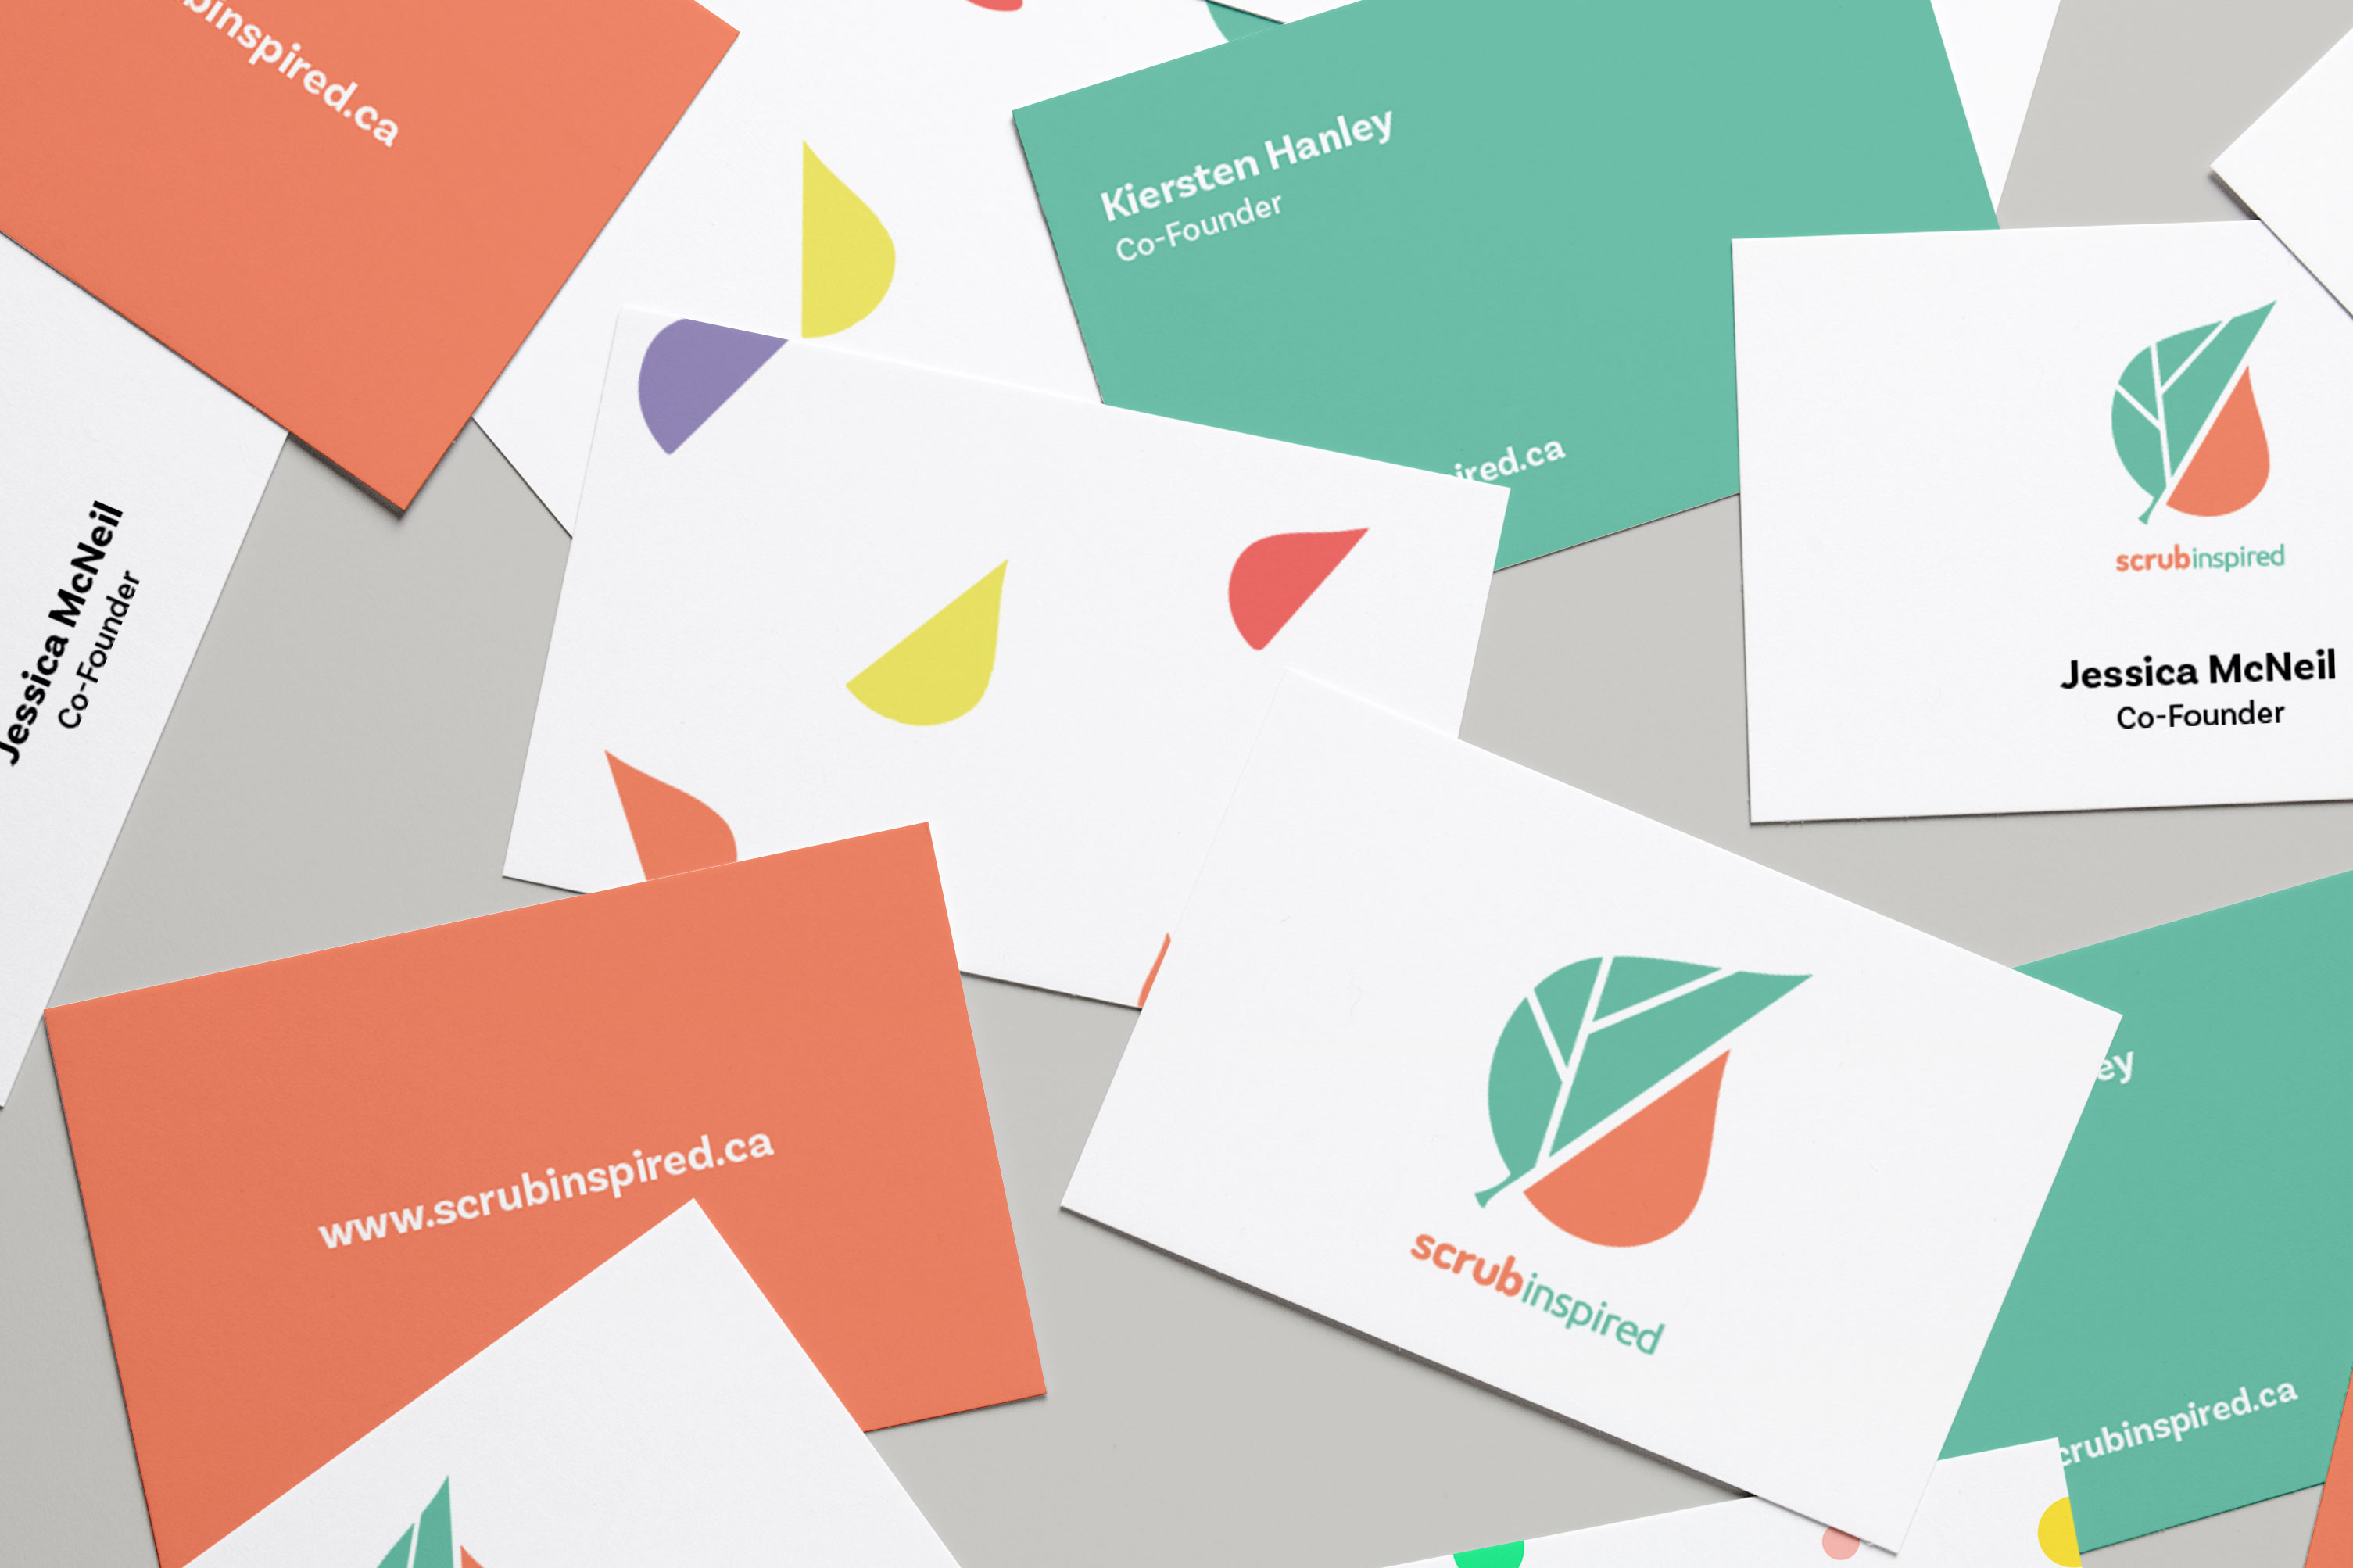 binspired.ca
Kiersten Hanley
Co-Founder
ired.ca
scrubinspired
Jessica McNeil
Co-Founder
Jessica McNeil
Co-Founder
www.scrubinspired.ca
scrubinspired
ey
crubinspired.ca